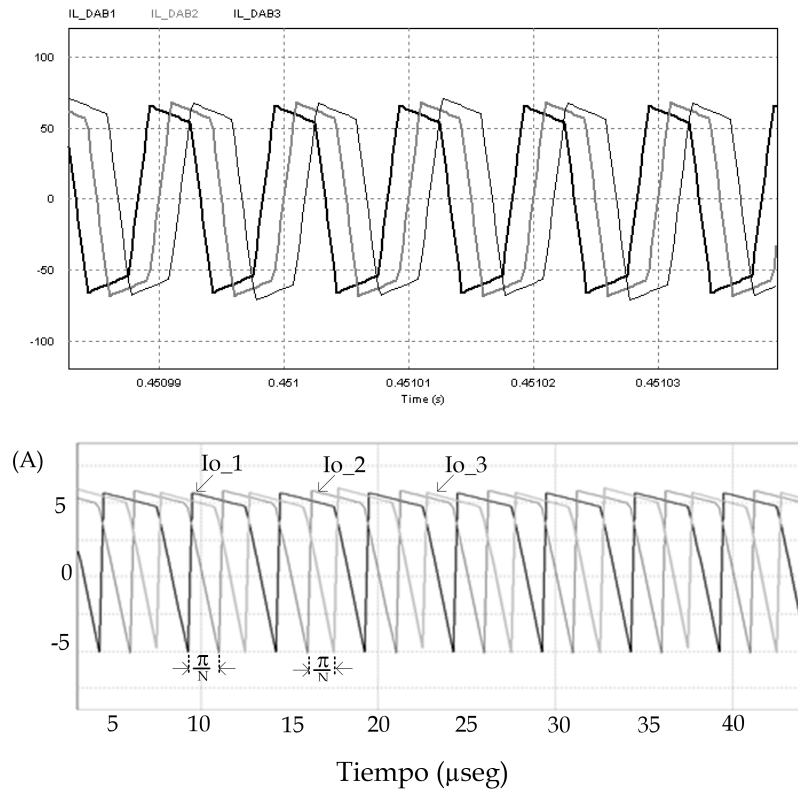 IL_DAB1 IL_DAB2 IL_DAB3
100
50
0
-50
-100
0.45099 0.451 0.45101 0.45102 0.45103
Time (s)
(A)
Io_1 Io_2 Io_3
5
0
-5
π/N π/N
5 10 15 20 25 30 35 40
Tiempo (µseg)